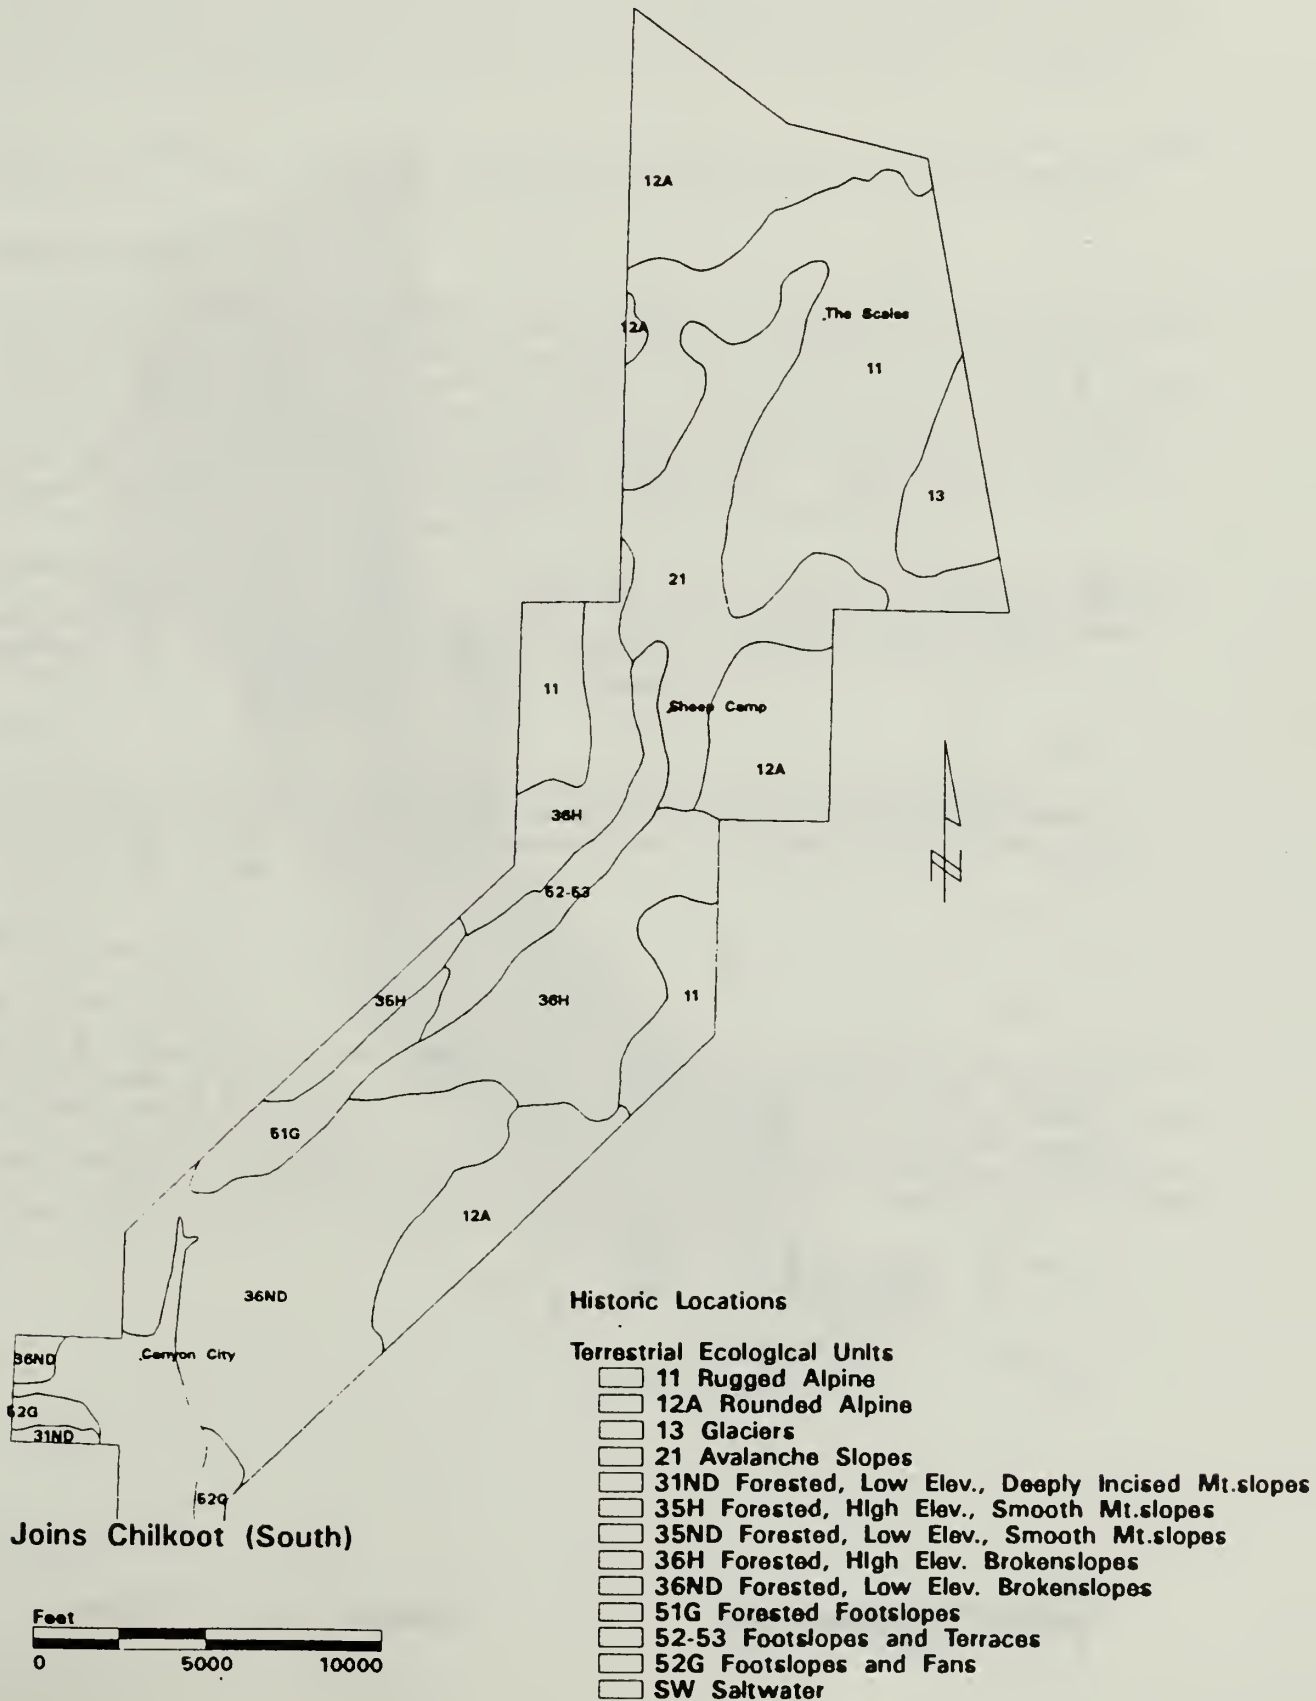 12A
The Scales
12A
11
13
21
11
Sheep Camp
12A
36H
52-53
35H
36H
11
51G
12A
36ND
Canyon City
36ND
52G
31ND
52G
Joins Chilkoot (South)
Feet
0 5000 10000
Historic Locations
Terrestrial Ecological Units
11 Rugged Alpine
12A Rounded Alpine
13 Glaciers
21 Avalanche Slopes
31ND Forested, Low Elev., Deeply Incised Mt.slopes
35H Forested, High Elev., Smooth Mt.slopes
35ND Forested, Low Elev., Smooth Mt.slopes
36H Forested, High Elev. Brokenslopes
36ND Forested, Low Elev. Brokenslopes
51G Forested Footslopes
52-53 Footslopes and Terraces
52G Footslopes and Fans
SW Saltwater
N